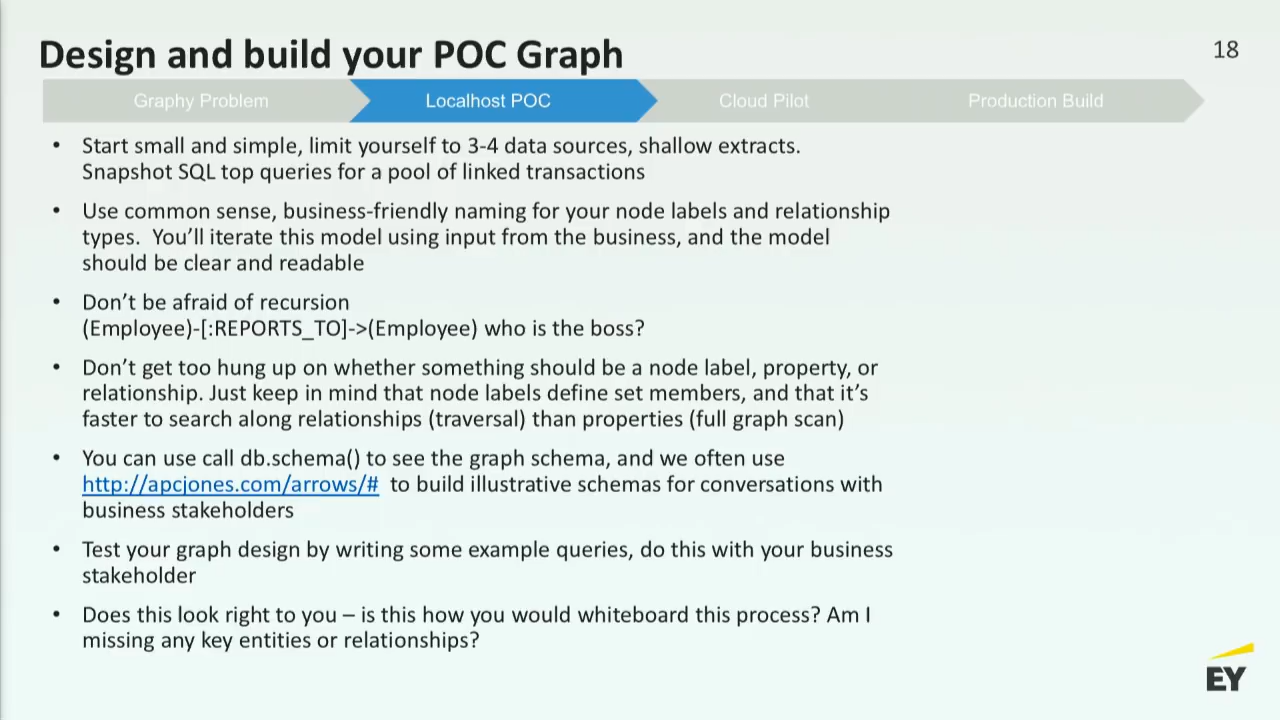 Design and build your POC Graph
18
Graphy Problem
Localhost POC
Cloud Pilot
Production Build
• Start small and simple, limit yourself to 3-4 data sources, shallow extracts.
Snapshot SQL top queries for a pool of linked transactions
• Use common sense, business-friendly naming for your node labels and relationship
types.  You’ll iterate this model using input from the business, and the model
should be clear and readable
• Don’t be afraid of recursion
(Employee)-[:REPORTS_TO]->(Employee) who is the boss?
• Don’t get too hung up on whether something should be a node label, property, or
relationship. Just keep in mind that node labels define set members, and that it’s
faster to search along relationships (traversal) than properties (full graph scan)
• You can use call db.schema() to see the graph schema, and we often use
http://apcjones.com/arrows/#  to build illustrative schemas for conversations with
business stakeholders
• Test your graph design by writing some example queries, do this with your business
stakeholder
• Does this look right to you – is this how you would whiteboard this process? Am I
missing any key entities or relationships?
EY